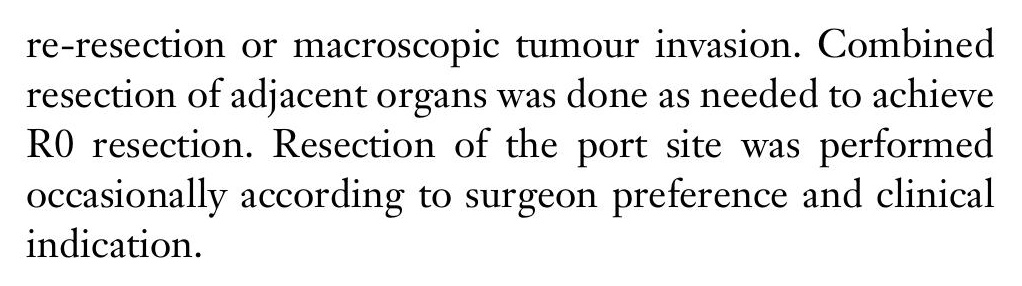 re-resection or macroscopic tumour invasion. Combined
resection of adjacent organs was done as needed to achieve
R0 resection. Resection of the port site was performed
occasionally according to surgeon preference and clinical
indication.